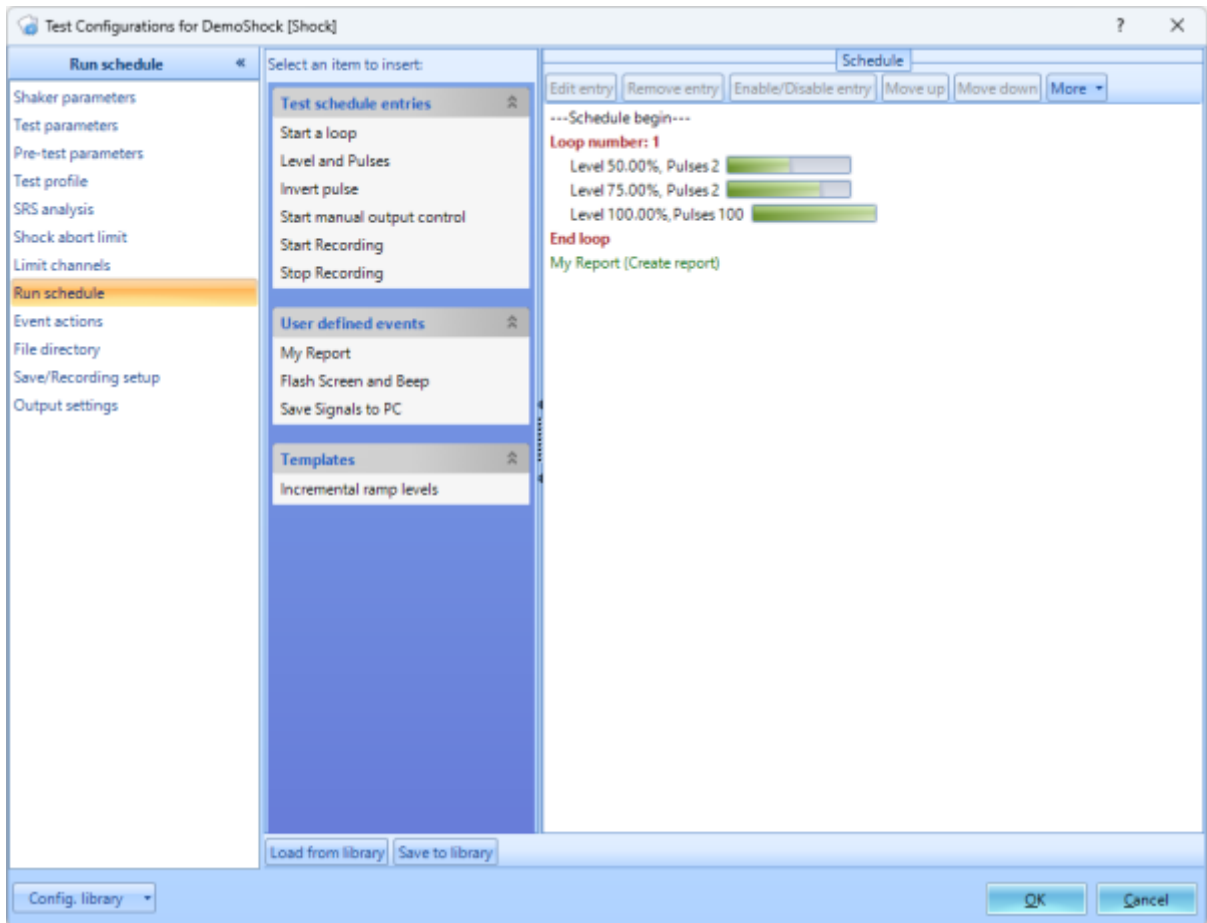 Test Configurations for DemoShock [Shock]
?
Run schedule
«
Shaker parameters
Test parameters
Pre-test parameters
Test profile
SRS analysis
Shock abort limit
Limit channels
Run schedule
Event actions
File directory
Save/Recording setup
Output settings
Select an item to insert:
Test schedule entries
Start a loop
Level and Pulses
Invert pulse
Start manual output control
Start Recording
Stop Recording
User defined events
My Report
Flash Screen and Beep
Save Signals to PC
Templates
Incremental ramp levels
Schedule
Edit entry Remove entry Enable/Disable entry Move up Move down More
---Schedule begin---
Loop number: 1
Level 50.00%, Pulses 2
Level 75.00%, Pulses 2
Level 100.00%, Pulses 100
End loop
My Report (Create report)
Load from library Save to library
Config. library
OK Cancel